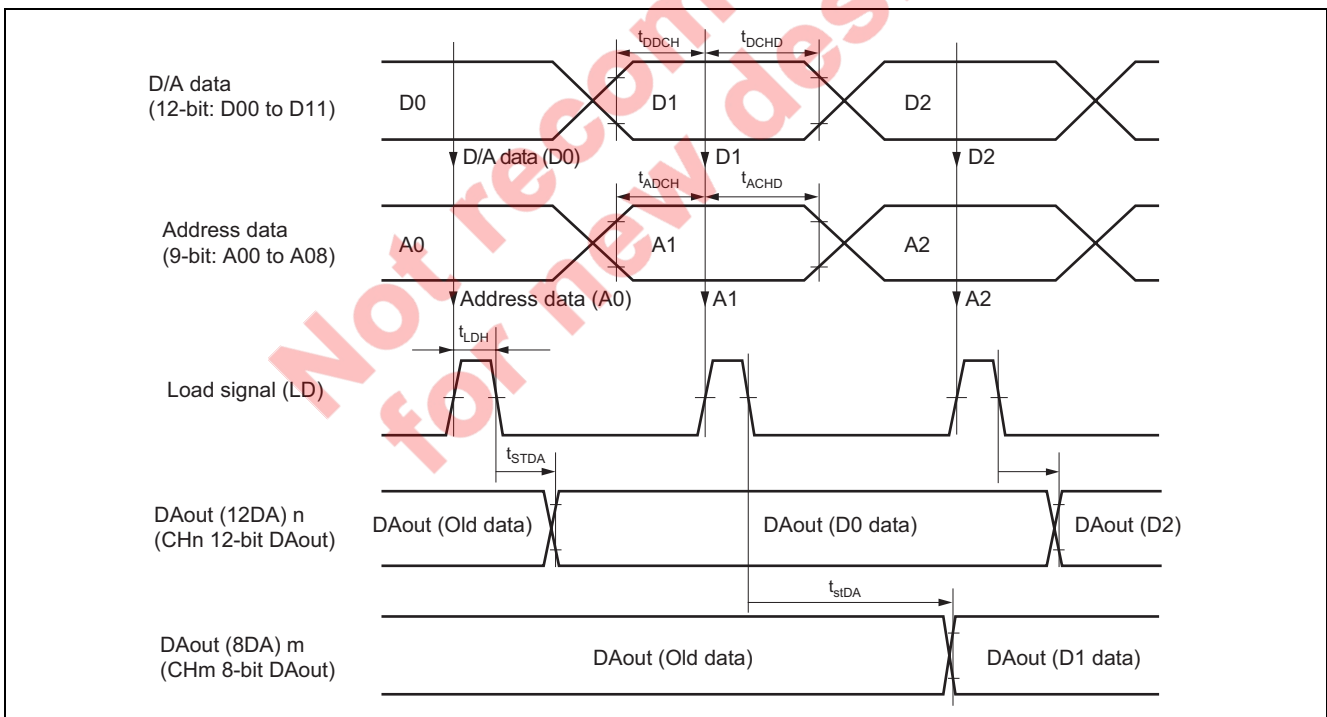 Not recom
for new des
tDDCH tDCHD
D/A data
(12-bit: D00 to D11)
D0 D1 D2
D/A data (D0) D1 D2
tADCH tACHD
Address data
(9-bit: A00 to A08)
A0 A1 A2
Address data (A0) A1 A2
tLDH
Load signal (LD)
tSTDA
DAout (12DA) n
(CHn 12-bit DAout)
DAout (Old data) DAout (D0 data) DAout (D2)
tstDA
DAout (8DA) m
(CHm 8-bit DAout)
DAout (Old data) DAout (D1 data)